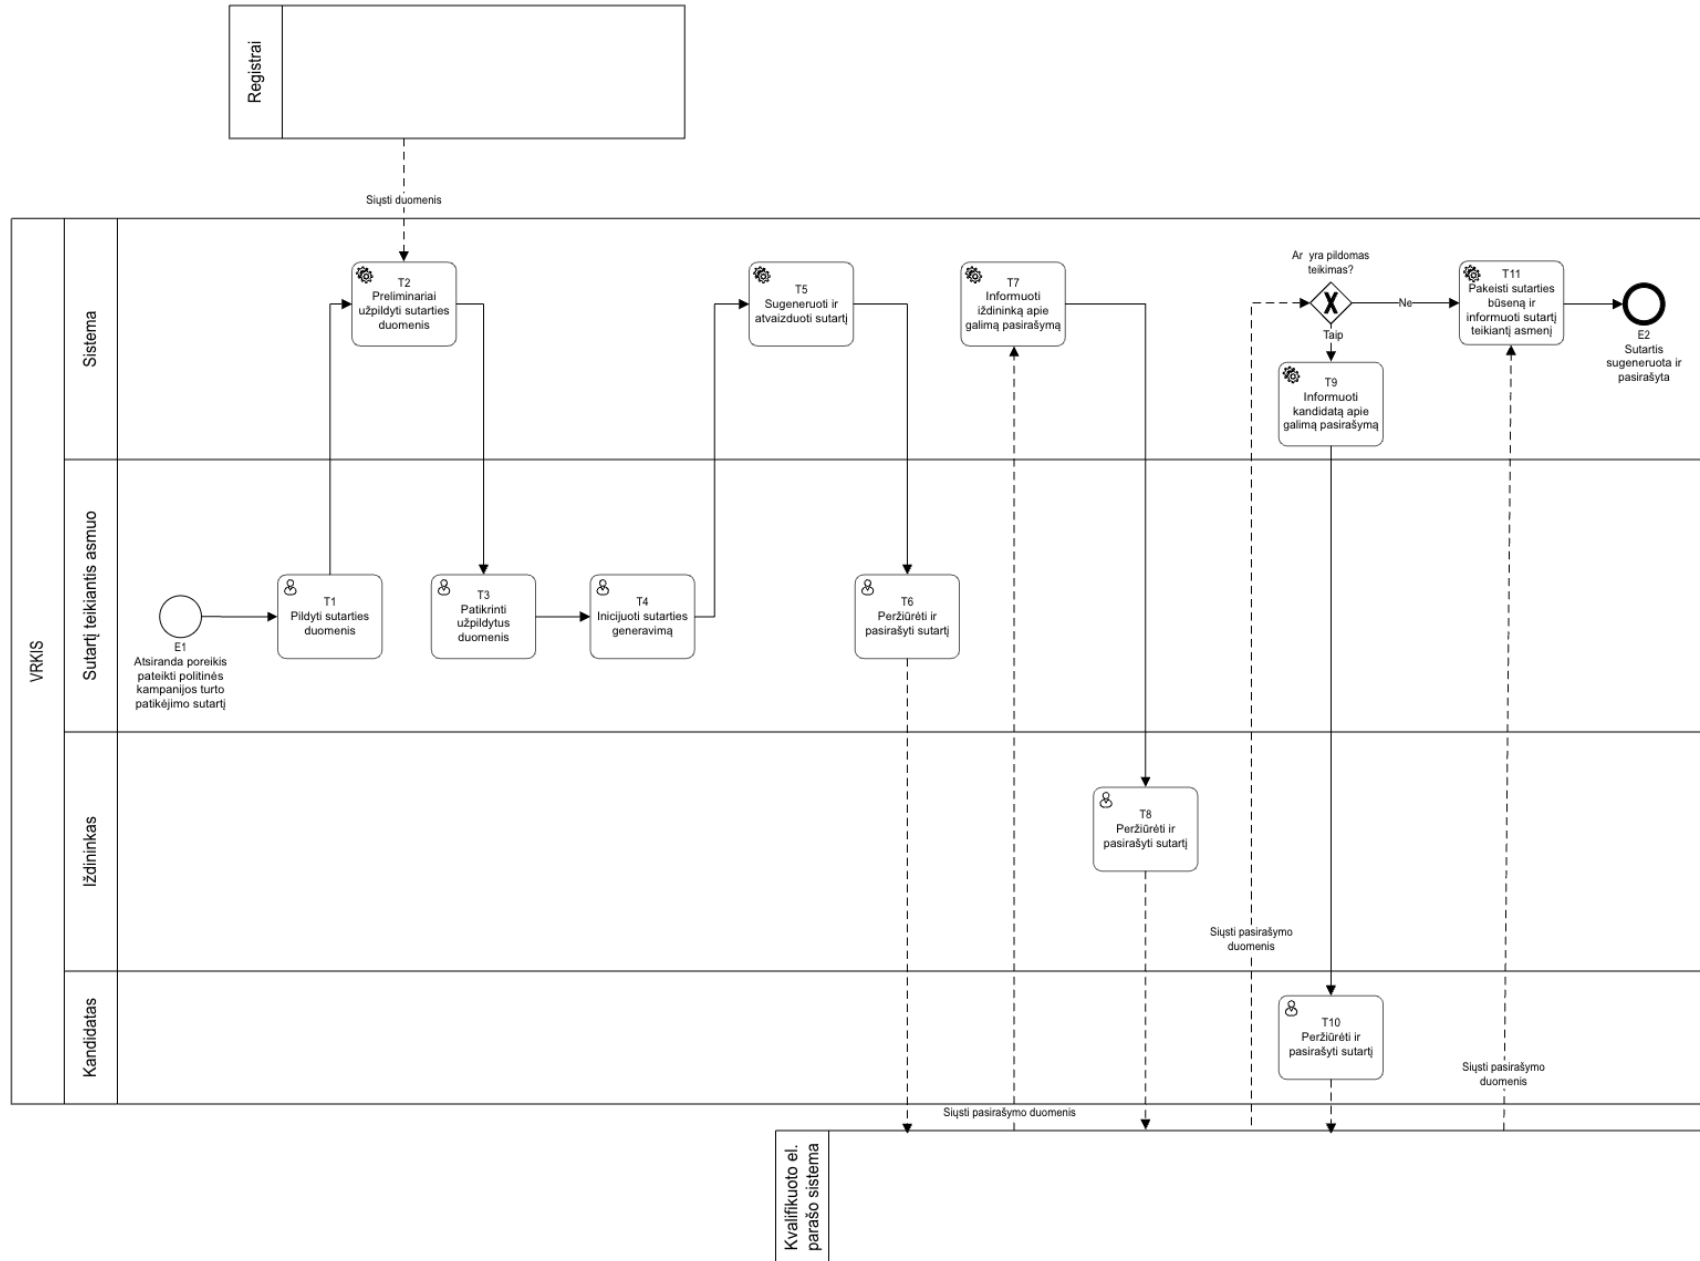 Registrai
Siųsti duomenis
VRKIS
Sistema
T2
Preliminariai
užpildyti sutarties
duomenis
T5
Sugeneruoti ir
atvaizduoti sutartį
T7
Informuoti
iždininką apie
galimą pasirašymą
Ar yra pildomas
teikimas?
Ne
Taip
T9
Informuoti
kandidatą apie
galimą pasirašymą
T11
Pakeisti sutarties
būseną ir
informuoti sutartį
teikiantį asmenį
E2
Sutartis
sugeneruota ir
pasirašyta
Sutartį teikiantis asmuo
E1
Atsiranda poreikis
pateikti politinės
kampanijos turto
patikėjimo sutartį
T1
Pildyti sutarties
duomenis
T3
Patikrinti
užpildytus
duomenis
T4
Inicijuoti sutarties
generavimą
T6
Peržiūrėti ir
pasirašyti sutartį
Iždininkas
T8
Peržiūrėti ir
pasirašyti sutartį
Siųsti pasirašymo
duomenis
Kandidatas
T10
Peržiūrėti ir
pasirašyti sutartį
Siųsti pasirašymo
duomenis
Siųsti pasirašymo duomenis
Kvalifikuoto el.
parašo sistema